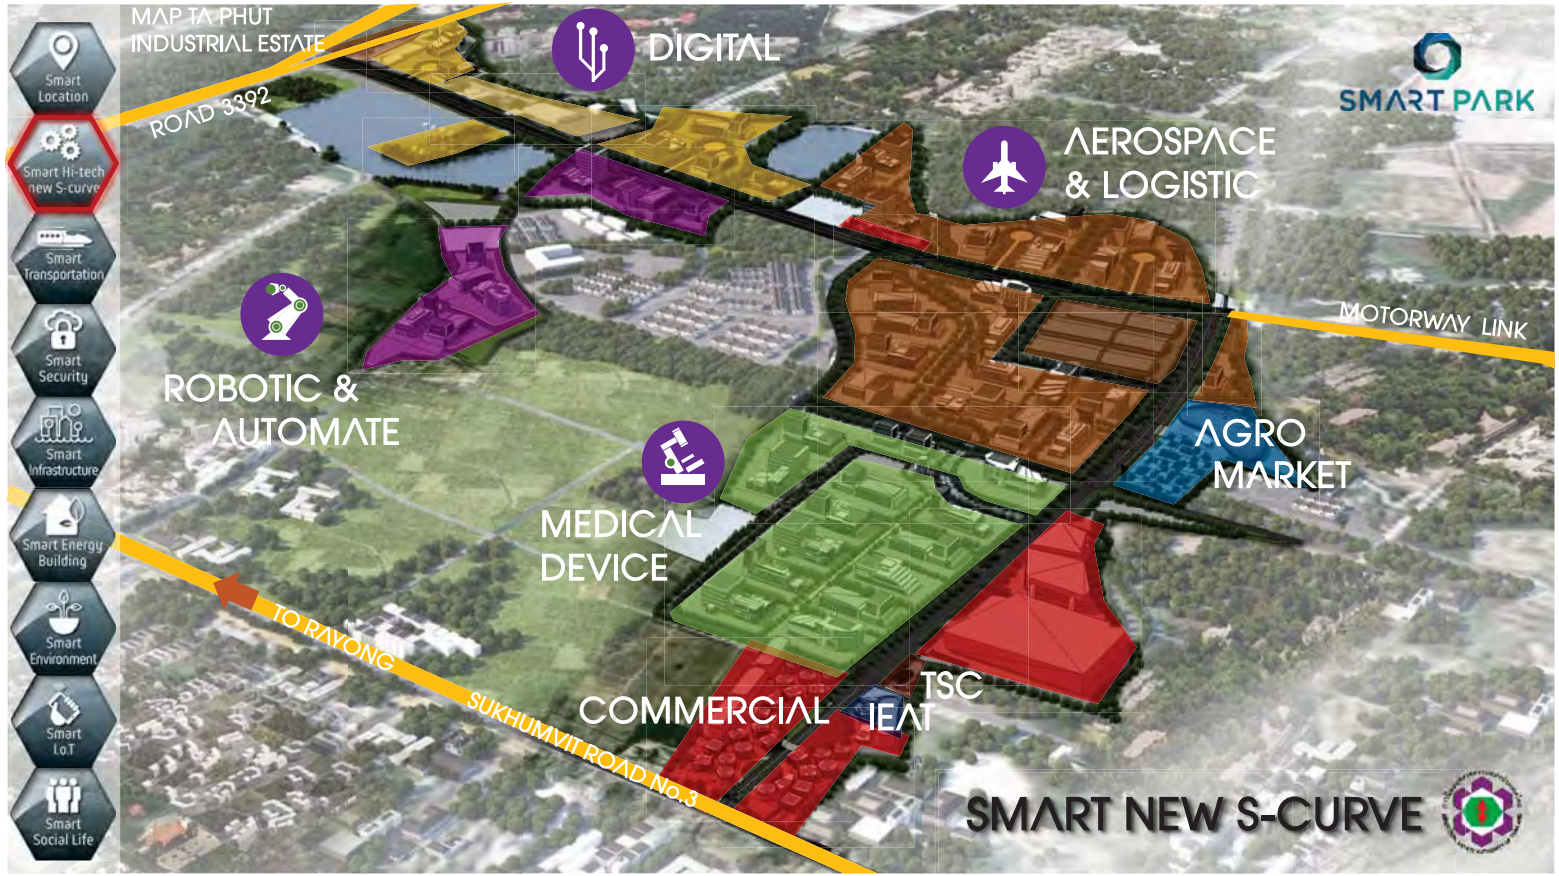 MAP TA PHUT
INDUSTRIAL ESTATE
ROAD 3392
DIGITAL
SMART PARK
AEROSPACE
& LOGISTIC
MOTORWAY LINK
ROBOTIC &
AUTOMATE
AGRO
MARKET
MEDICAL
DEVICE
TO RAYONG
SUKHUMVIT ROAD No.3
COMMERCIAL
TSC
IEAT
SMART NEW S-CURVE
Smart
Location
Smart Hi-tech
new S-curve
Smart
Transportation
Smart
Security
Smart
Infrastructure
Smart Energy
Building
Smart
Environment
Smart
I.o.T
Smart
Social Life